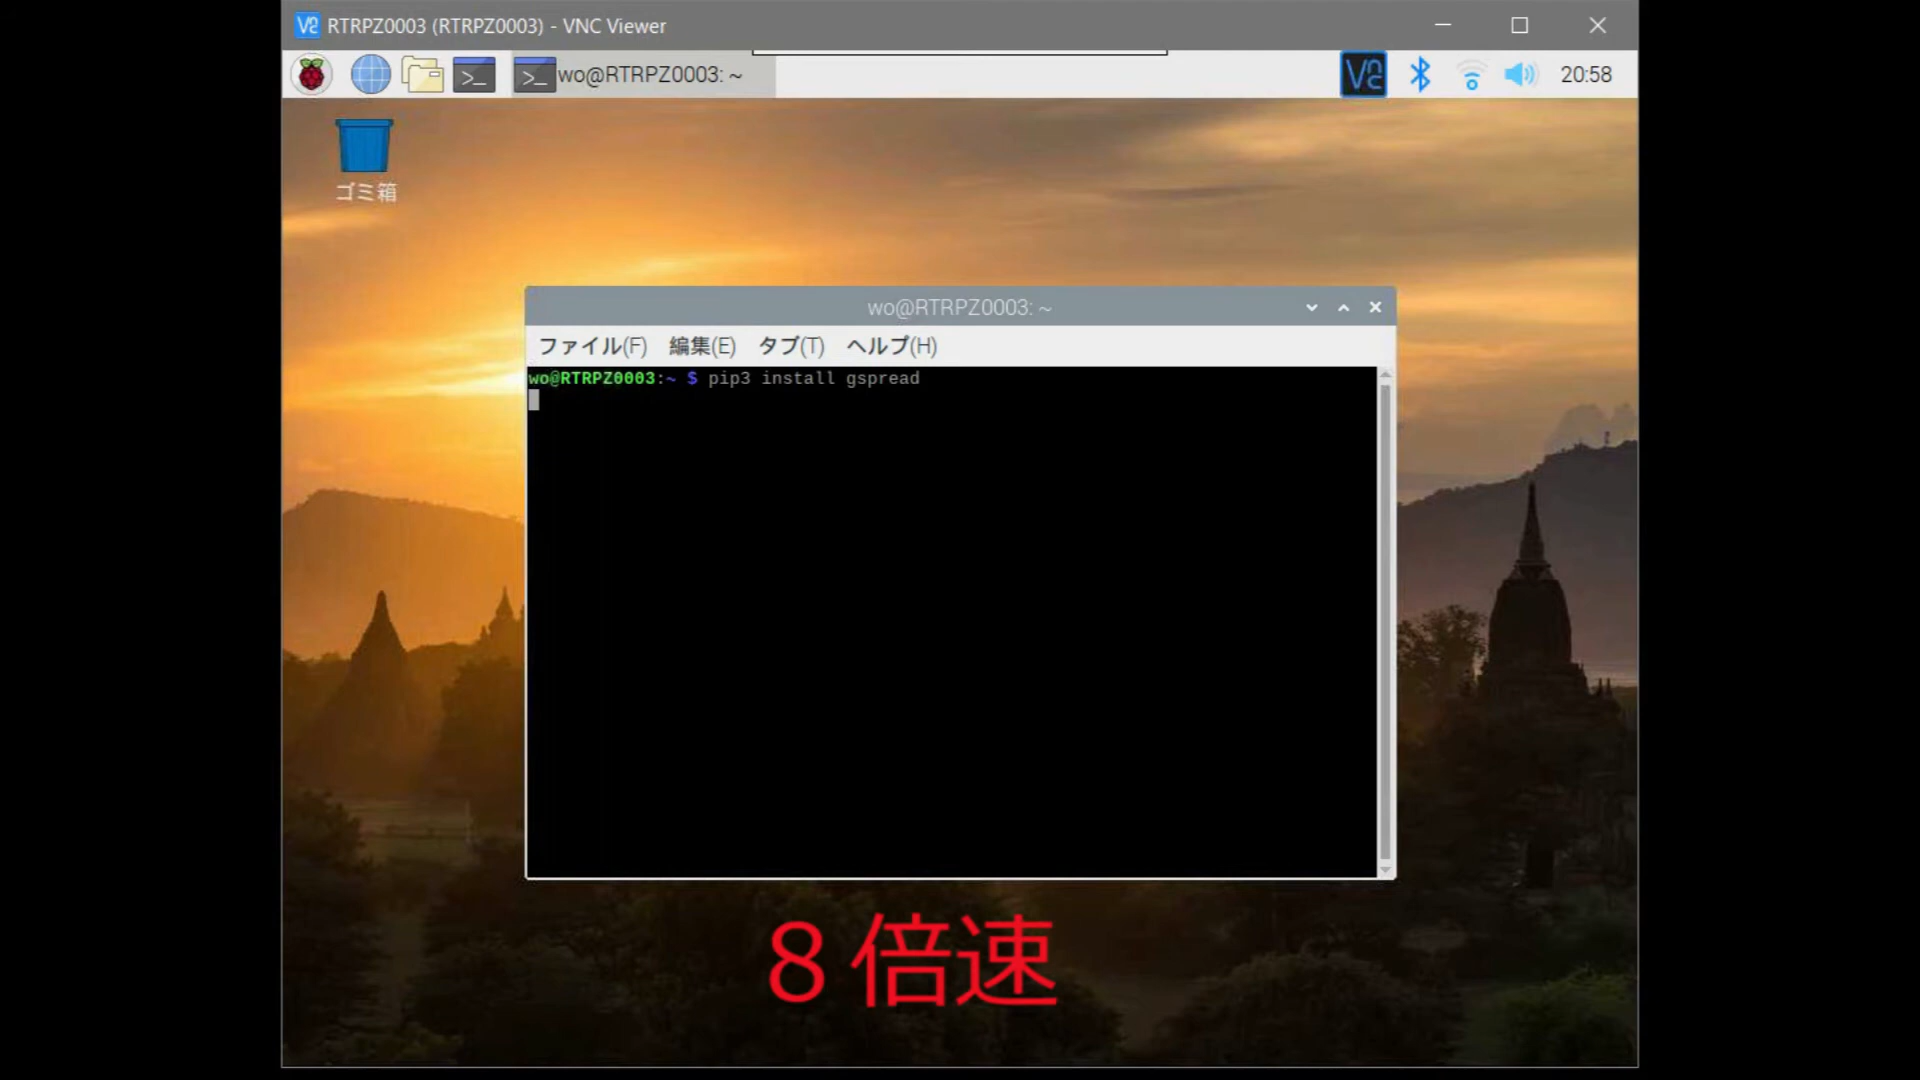 RTRPZ0003 (RTRPZ0003) - VNC Viewer
wo@RTRPZ0003: ~
20:58
ゴミ箱
wo@RTRPZ0003: ~
ファイル(F) 編集(E) タブ(T) ヘルプ(H)
wo@RTRPZ0003:~ $ pip3 install gspread
8倍速